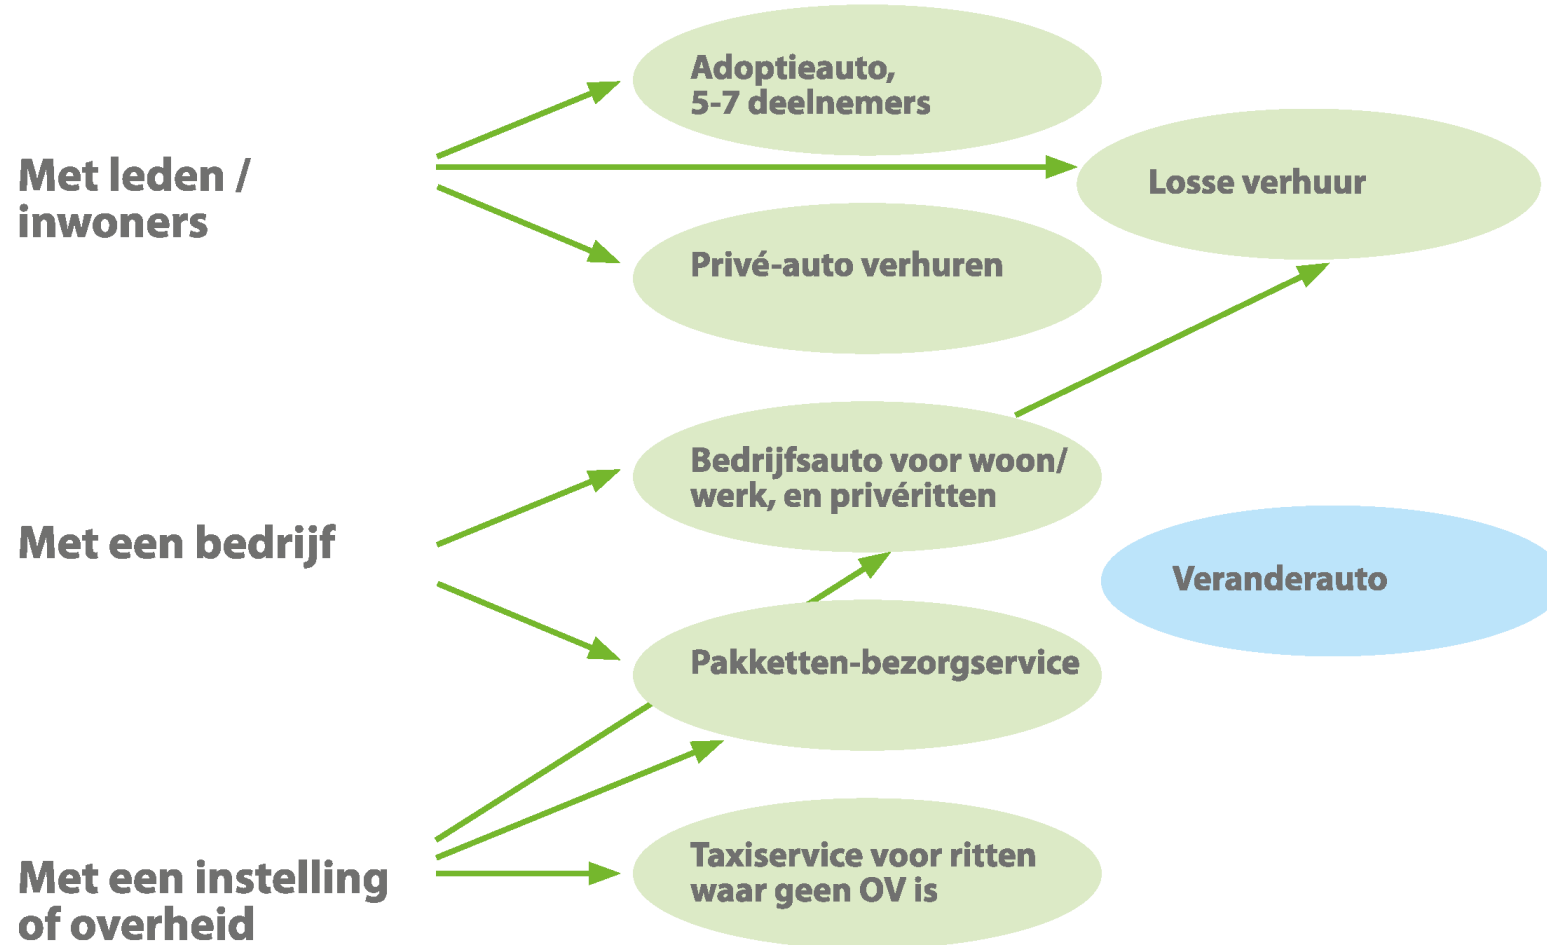 Adoptieauto,
5-7 deelnemers
Met leden /
inwoners
Losse verhuur
Privé-auto verhuren
Bedrijfsauto voor woon/
werk, en privéritten
Met een bedrijf
Veranderauto
Pakketten-bezorgservice
Taxiservice voor ritten
waar geen OV is
Met een instelling
of overheid